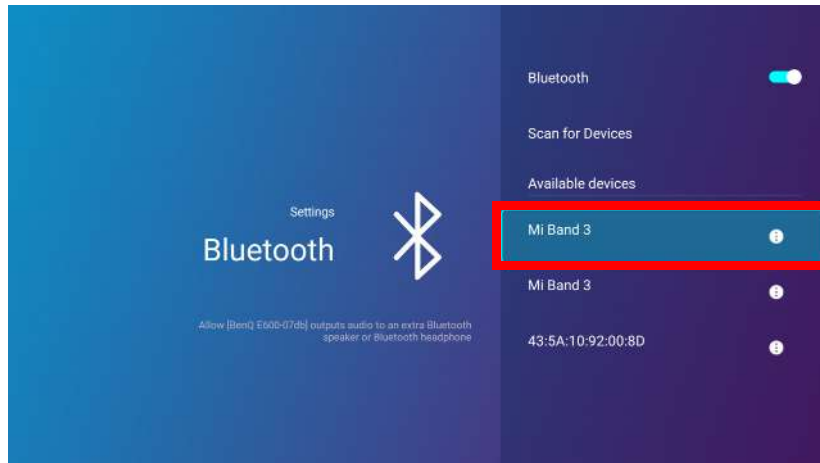 Settings
Bluetooth
Allow [BenQ E600-07db] outputs audio to an extra Bluetooth
speaker or Bluetooth headphone
Bluetooth
Scan for Devices
Available devices
Mi Band 3
Mi Band 3
43:5A:10:92:00:8D